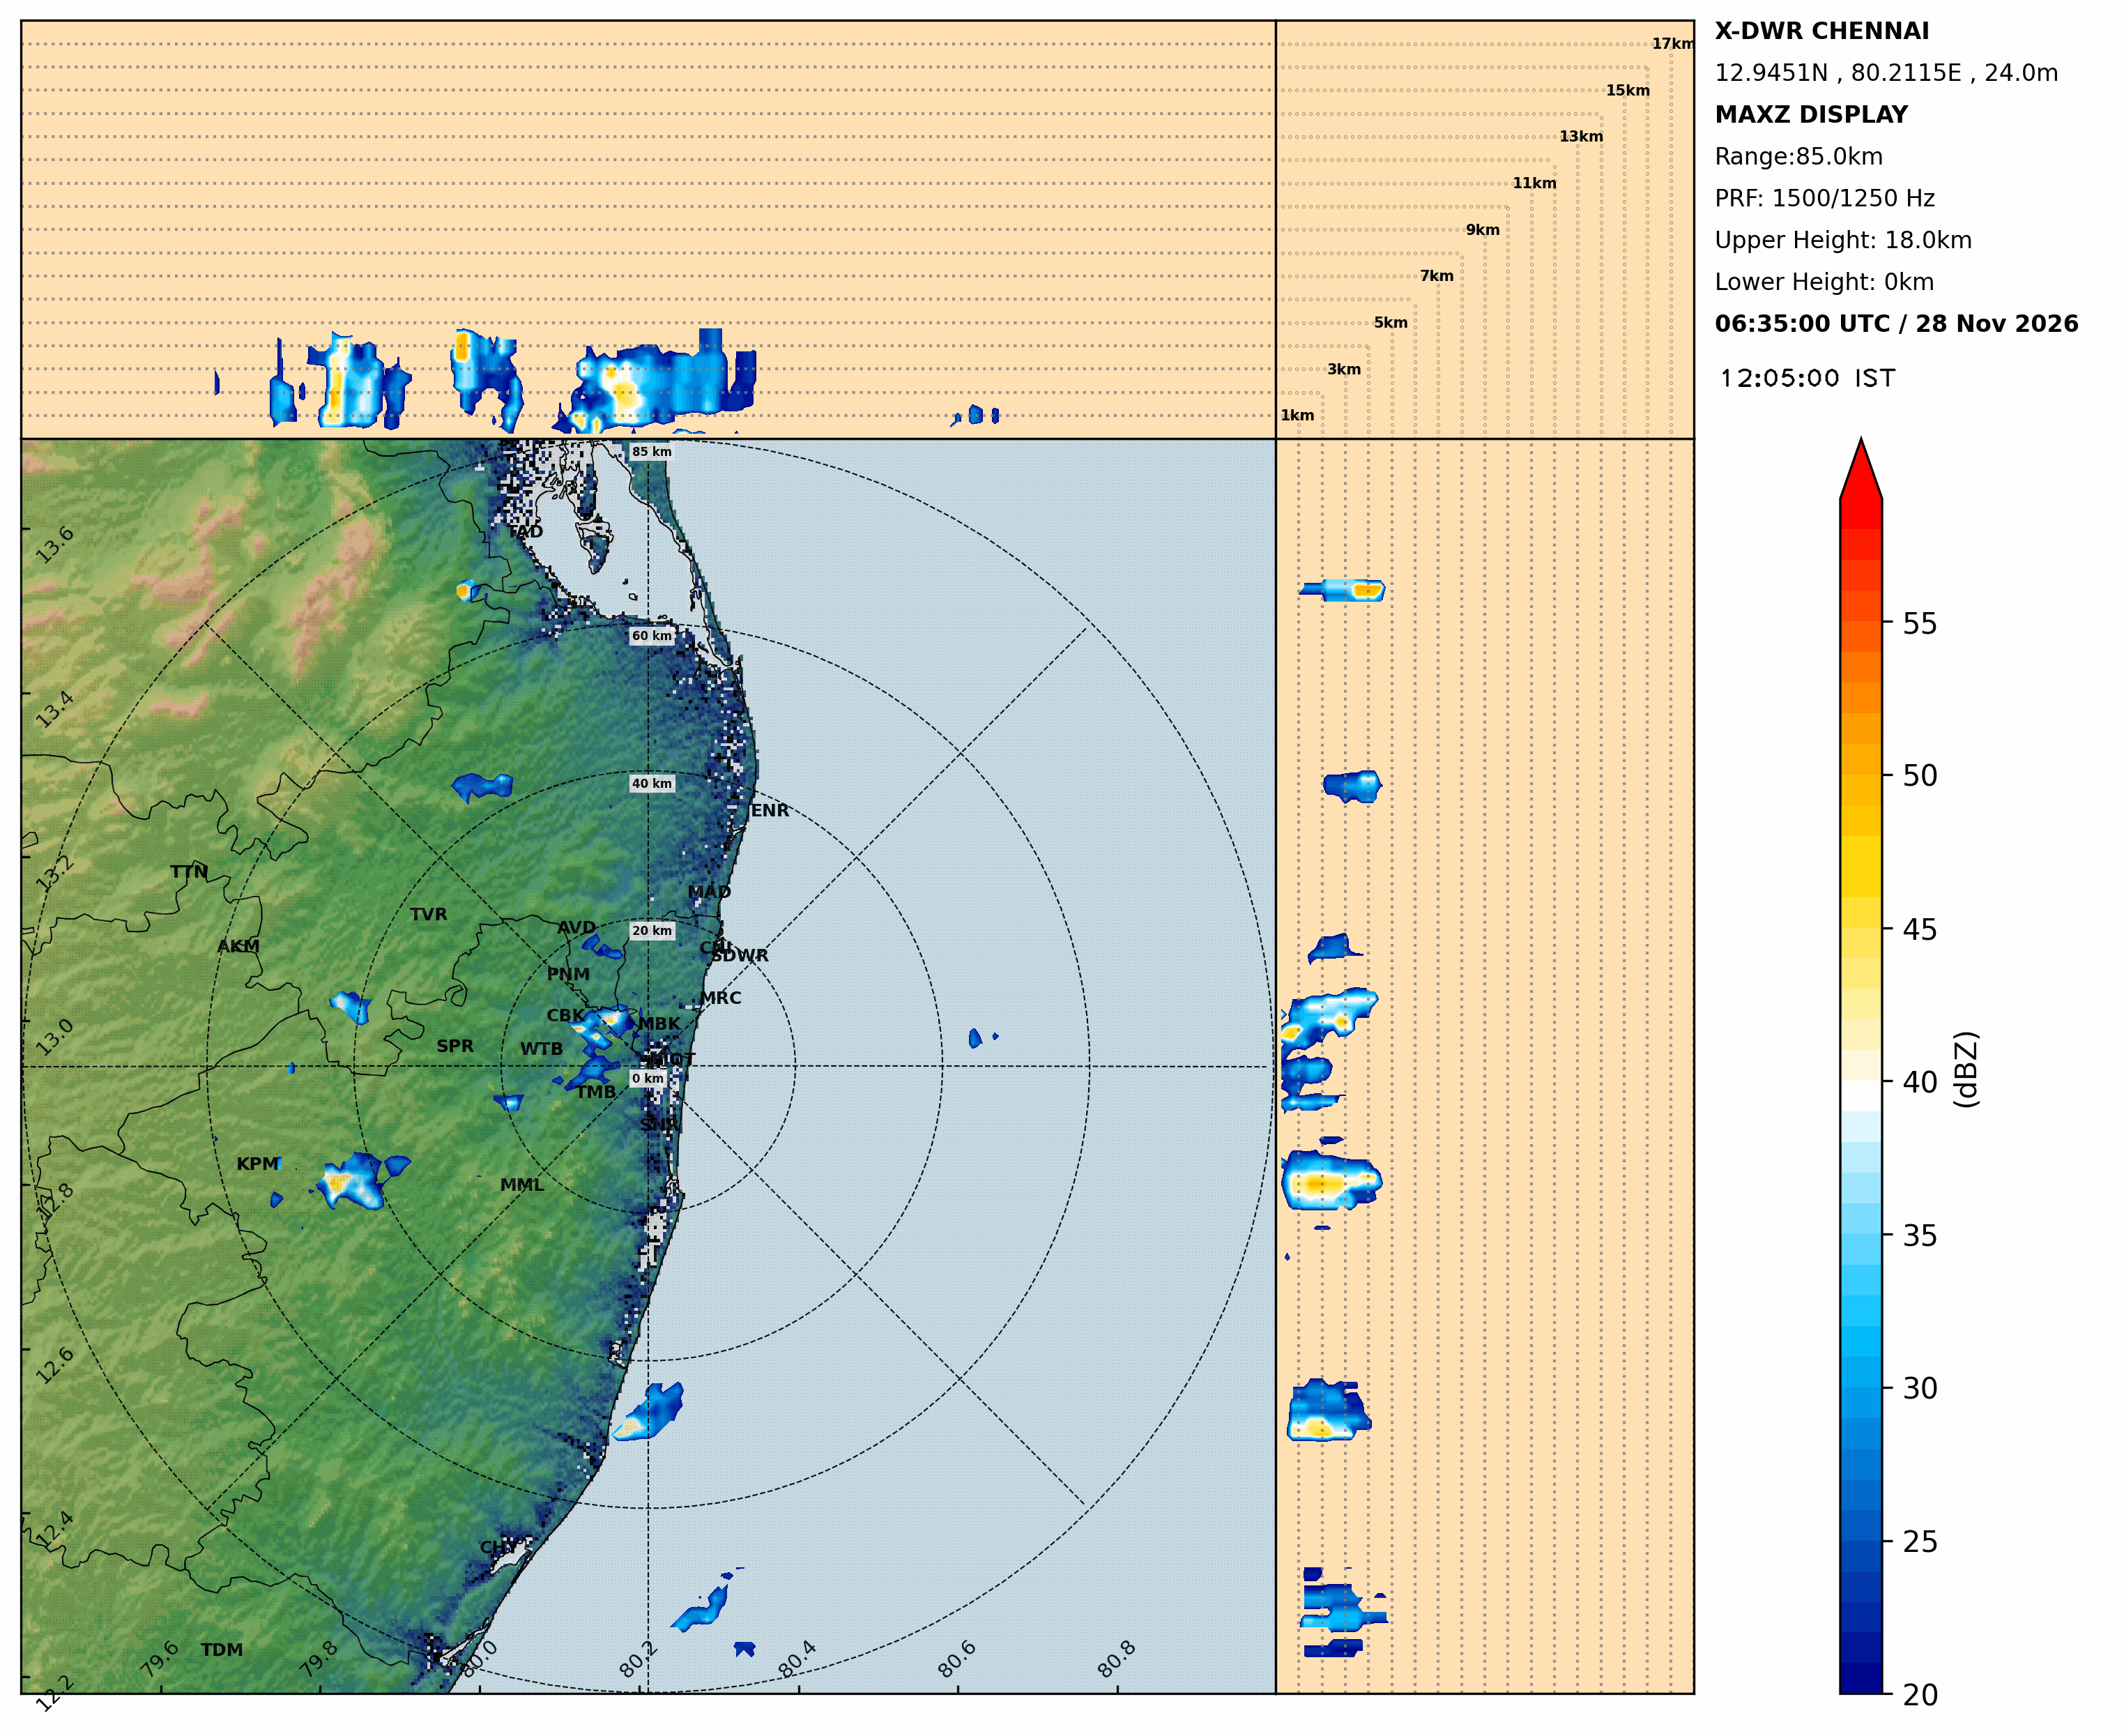 X-DWR CHENNAI
12.9451N , 80.2115E , 24.0m
MAXZ DISPLAY
Range:85.0km
PRF: 1500/1250 Hz
Upper Height: 18.0km
Lower Height: 0km
06:35:00 UTC / 28 Nov 2026
12:05:00 IST
17km
15km
13km
11km
9km
7km
5km
3km
1km
85 km
TAD
13.6
60 km
13.4
40 km
ENR
13.2
TTN
MAD
TVR
AVD
20 km
AKM
SDWR
PNM
MRC
CBK
MBK
13.0
SPR
WTB
0 km
TMB
SNR
KPM
MML
12.8
12.6
12.4
CHY
TDM
12.2
79.6
79.8
80.0
80.2
80.4
80.6
80.8
55
50
45
40
35
30
25
20
(dBZ)